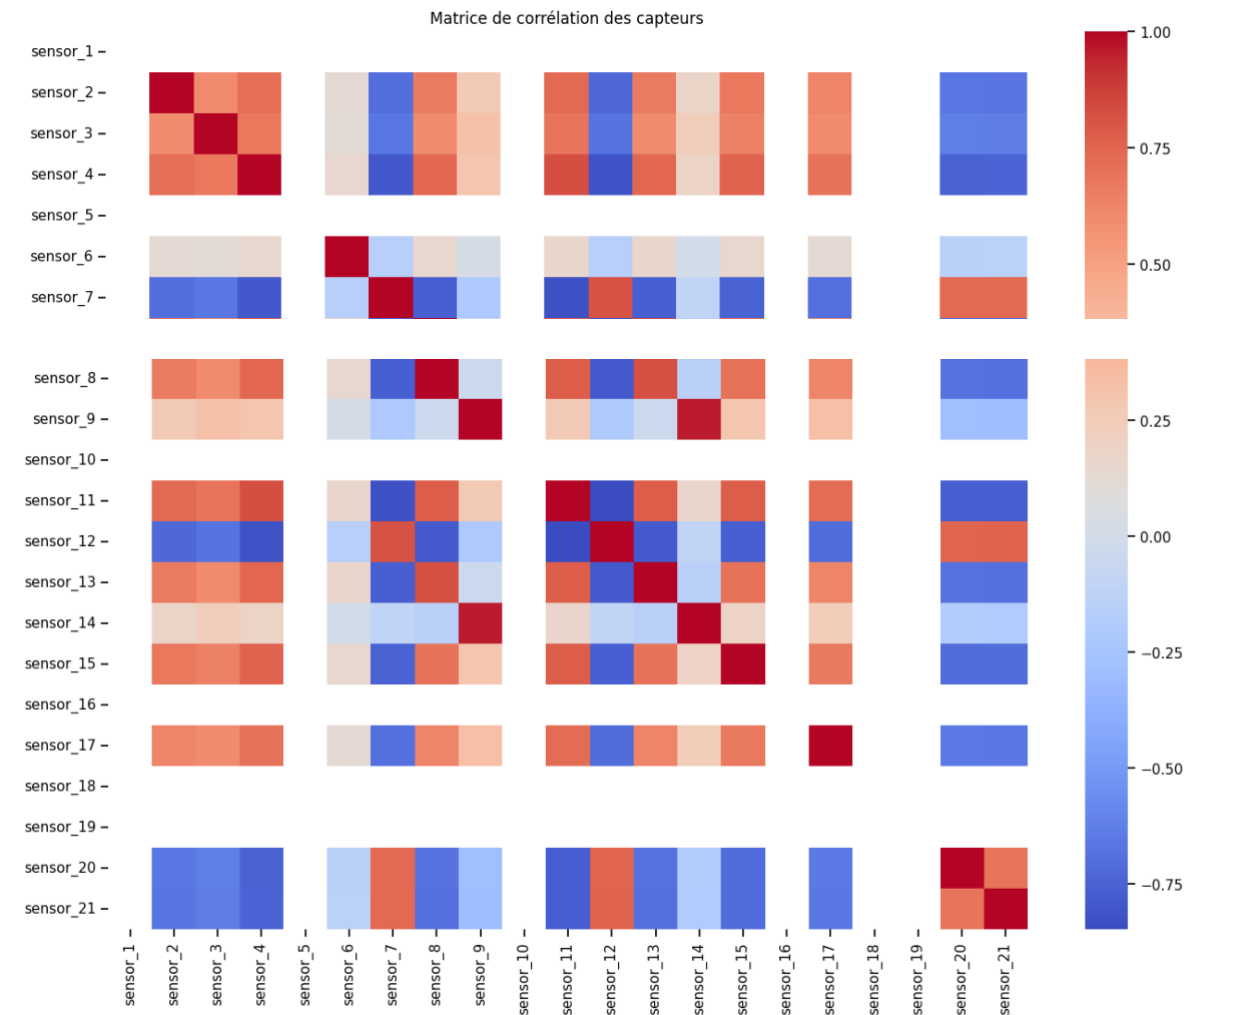 Matrice de corrélation des capteurs
sensor_1
sensor_2
sensor_3
sensor_4
sensor_5
sensor_6
sensor_7
sensor_8
sensor_9
sensor_10
sensor_11
sensor_12
sensor_13
sensor_14
sensor_15
sensor_16
sensor_17
sensor_18
sensor_19
sensor_20
sensor_21
sensor_1
sensor_2
sensor_3
sensor_4
sensor_5
sensor_6
sensor_7
sensor_8
sensor_9
sensor_10
sensor_11
sensor_12
sensor_13
sensor_14
sensor_15
sensor_16
sensor_17
sensor_18
sensor_19
sensor_20
sensor_21
1.00
0.75
0.50
0.25
0.00
−0.25
−0.50
−0.75